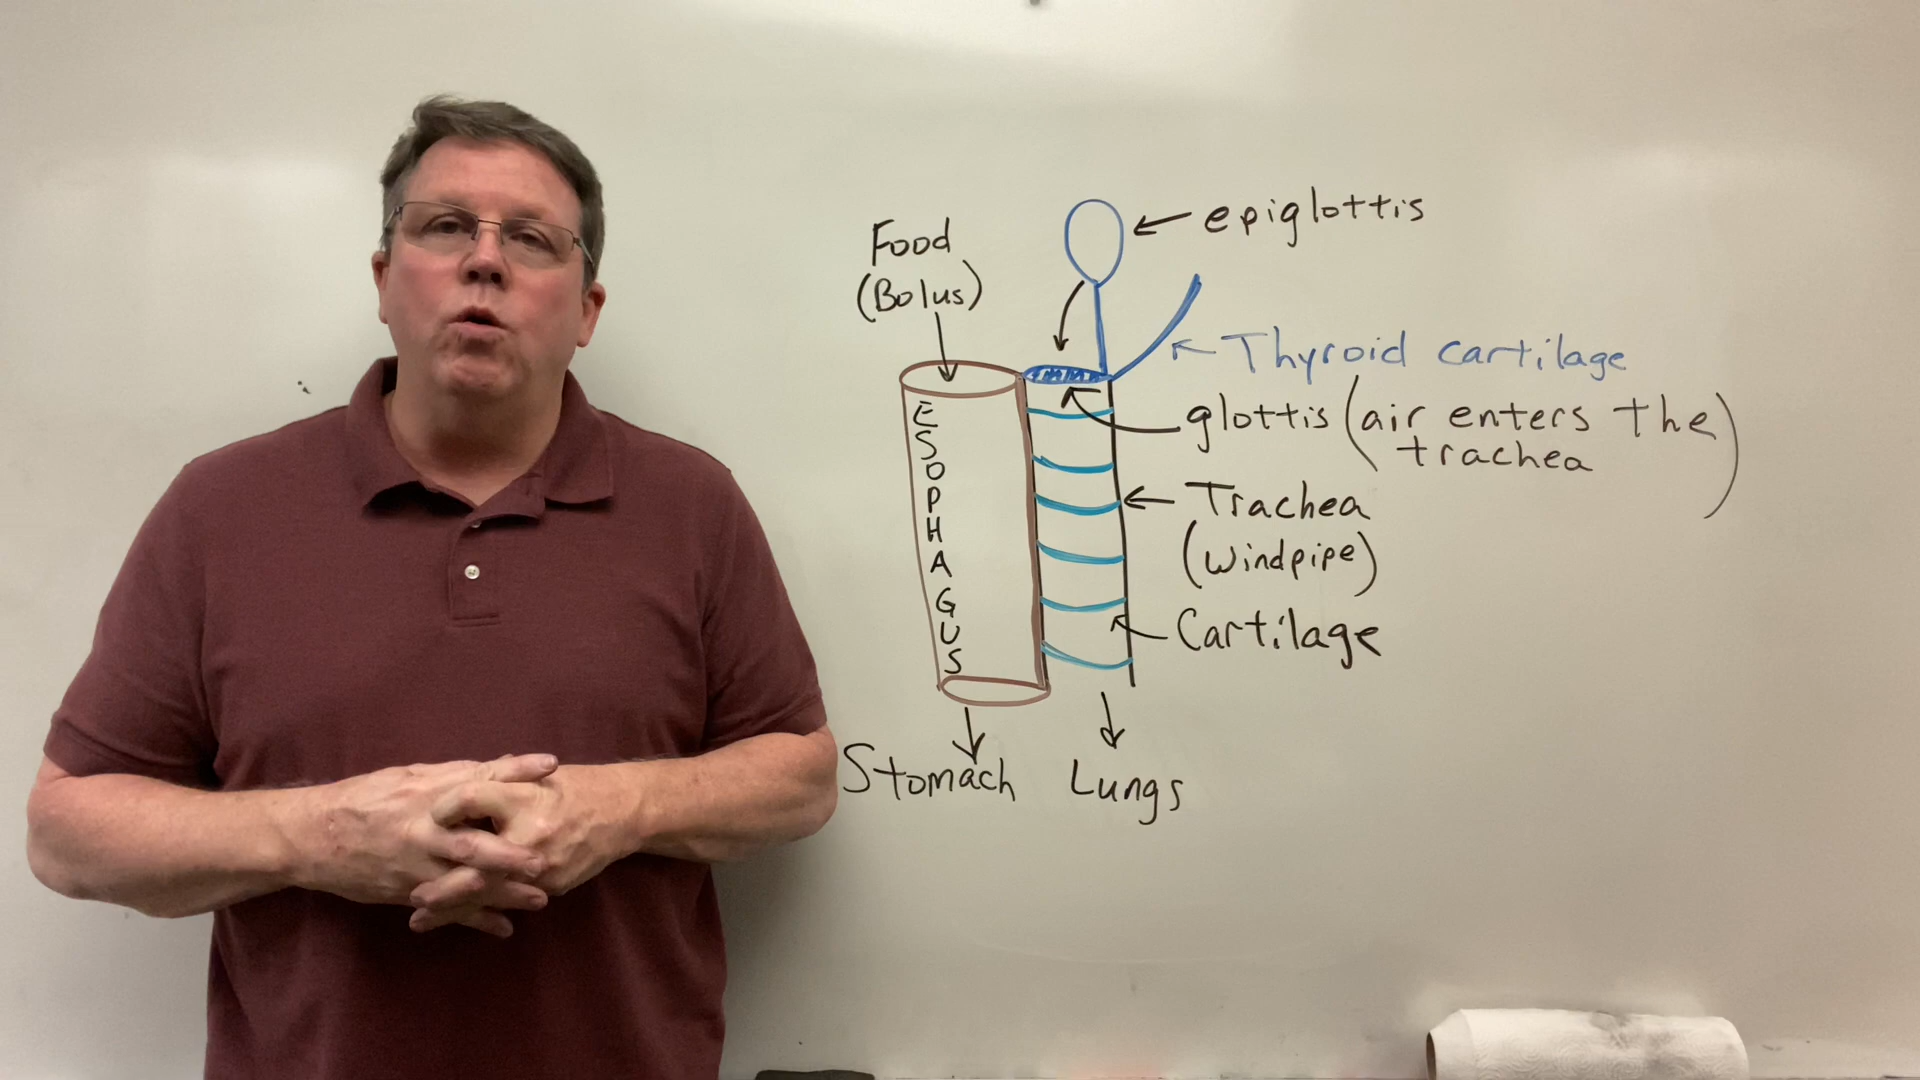 epiglottis
Food
(Bolus)
Thyroid cartilage
glottis (air enters the
trachea)
ESOPHAGUS
Trachea
(windpipe)
Cartilage
Stomach
Lungs